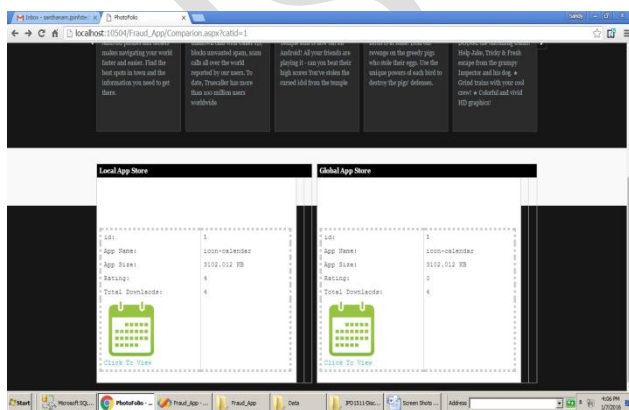 Inbox - santhanam.jpinfotec
PhotoFolio
Sandy
localhost:10504/Fraud_App/Comparion.aspx?catid=1
makes navigating your world
faster and easier. Find the
best spots in town and the
information you need to get
there.
blocks unwanted spam, scam
calls all over the world
reported by our users. To
date, Truecaller has more
than 100 million users
worldwide
Android! All your friends are
playing it - can you beat their
high scores You've stolen the
cursed idol from the temple
revenge on the greedy pigs
who stole their eggs. Use the
unique powers of each bird to
destroy the pigs' defenses.
Help Jake, Tricky & Fresh
escape from the grumpy
Inspector and his dog. ★
Grind trains with your cool
crew! ★ Colorful and vivid
HD graphics!
Local App Store
id:
App Name: icon-calendar
App Size: 3102.012 KB
Rating: 4
Total Downlaods: 4
Click To View
Global App Store
id:
App Name: icon-calendar
App Size: 3102.012 KB
Rating:
Total Downlaods: 4
Click To View
Start
Microsoft SQL...
PhotoFolio - ...
Fraud_App - ...
Fraud_App
Data
JPD1511 Disc...
Screen Shots ...
Address
4:06 PM
1/7/2016